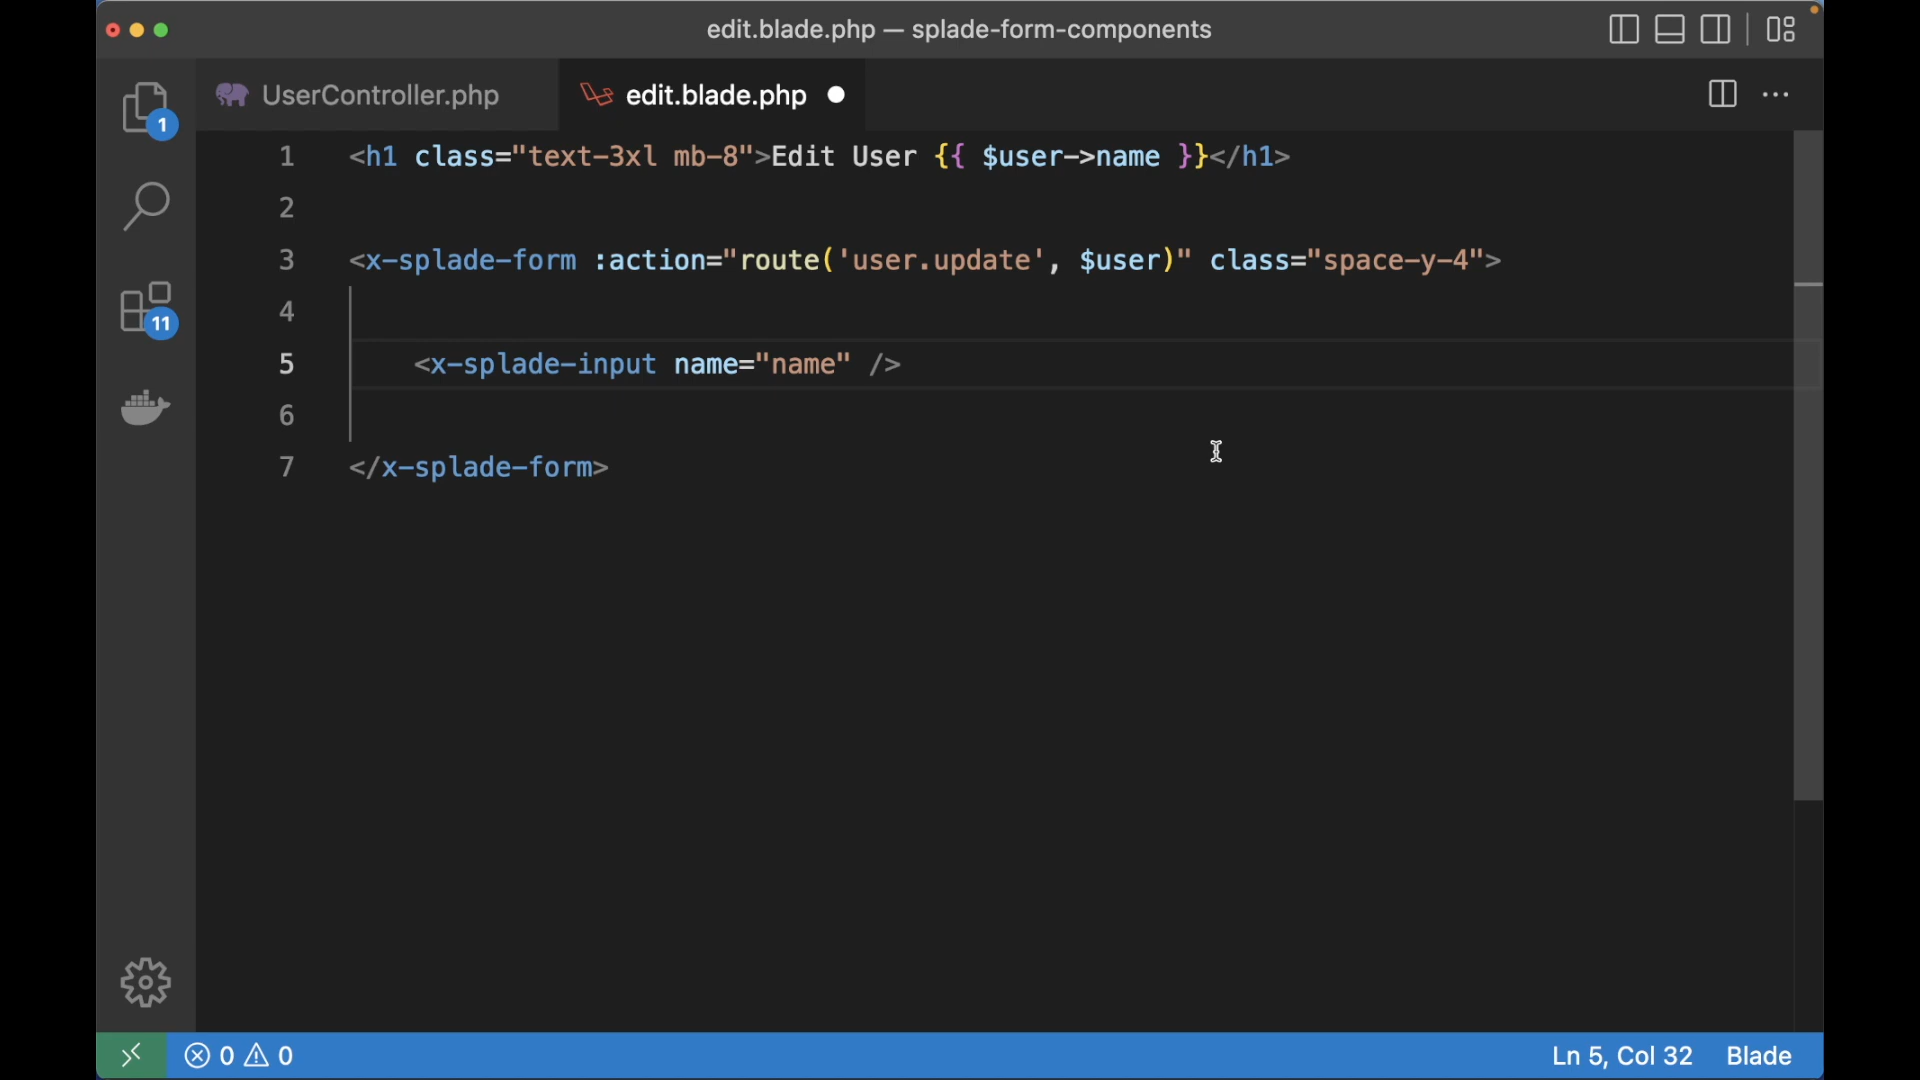 edit.blade.php — splade-form-components
UserController.php
edit.blade.php
1
11
1 <h1 class="text-3xl mb-8">Edit User {{ $user->name }}</h1>
2
3 <x-splade-form :action="route('user.update', $user)" class="space-y-4">
4
5 <x-splade-input name="name" />
6
7 </x-splade-form>
0 0
Ln 5, Col 32 Blade